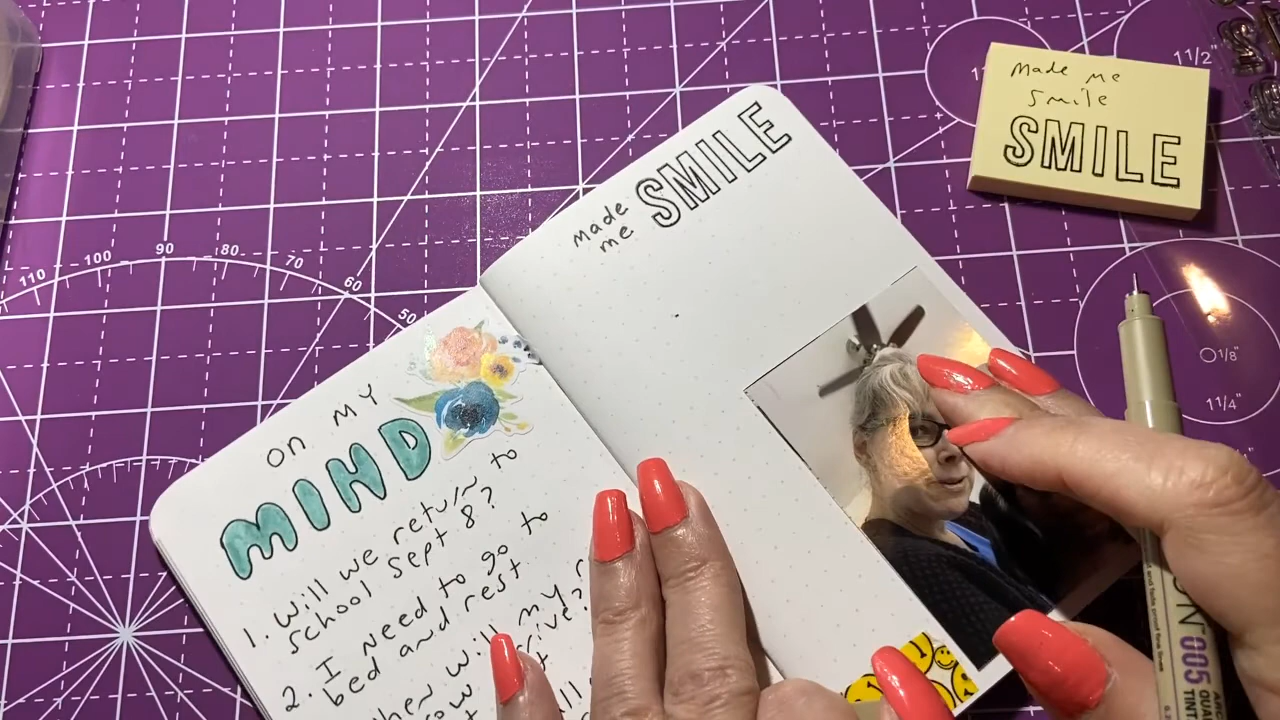 made me
smile
SMILE
made
me
SMILE
on MY
MIND
1. will we return to
school sept 8?
2. I need to go to
bed and rest
will my
110
100
90
80
70
60
50
1 1/2"
1/8"
1 1/4"
005